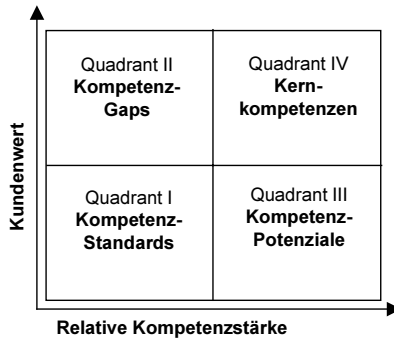 Kundenwert
Quadrant II
Kompetenz-
Gaps
Quadrant IV
Kern-
kompetenzen
Quadrant I
Kompetenz-
Standards
Quadrant III
Kompetenz-
Potenziale
Relative Kompetenzstärke